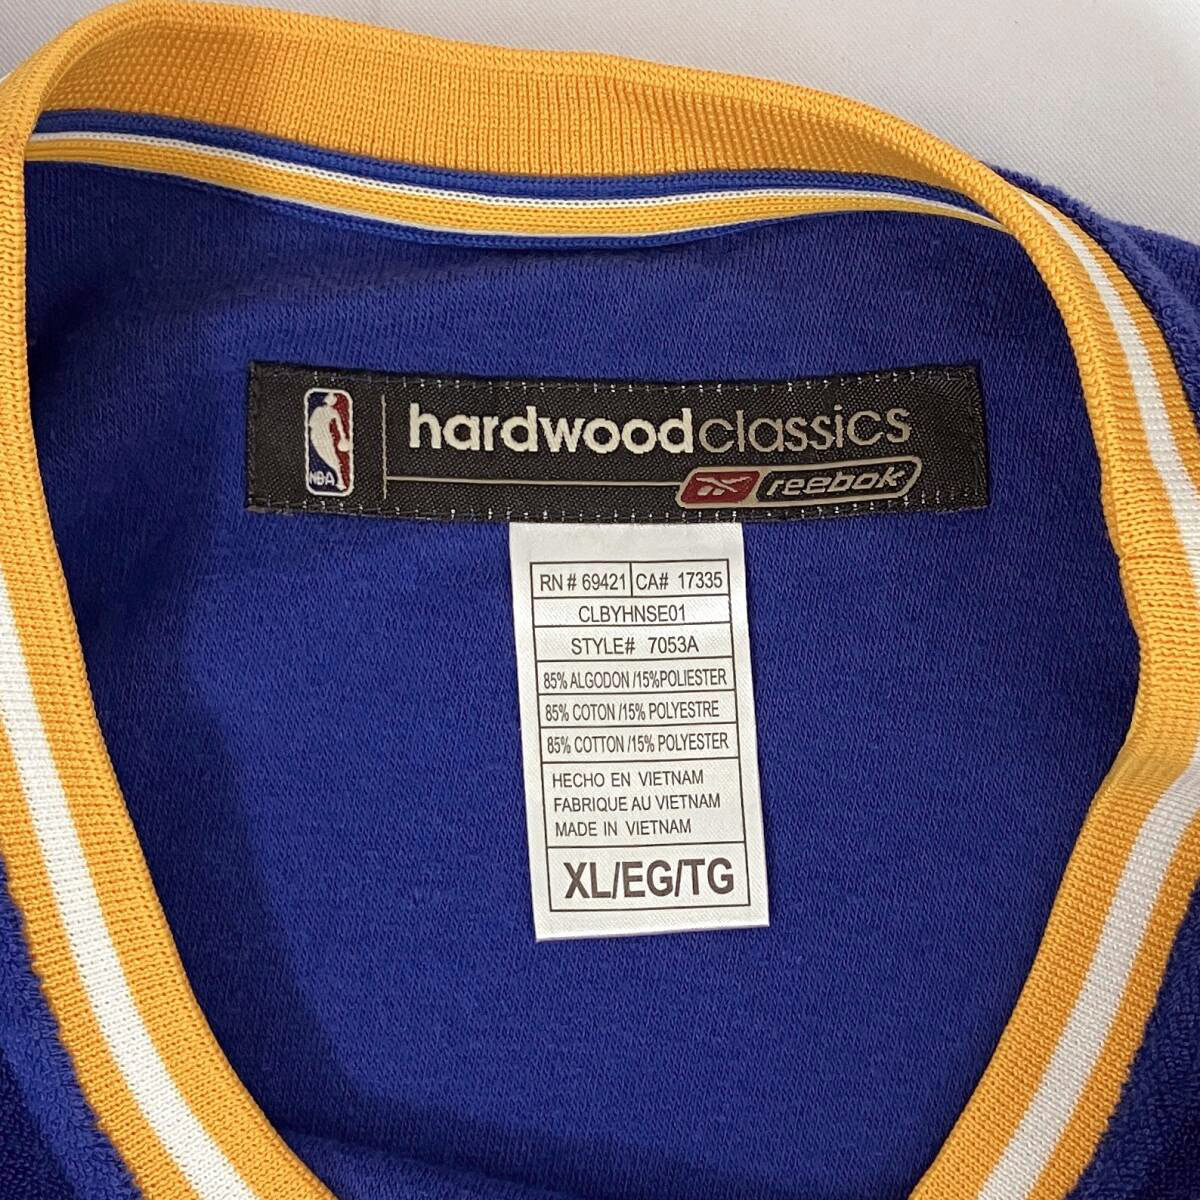 NBA
hardwoodclassics
reebok
RN # 69421 CA# 17335
CLBYHNSE01
STYLE# 7053A
85% ALGODON /15%POLIESTER
85% COTON /15% POLYESTRE
85% COTTON /15% POLYESTER
HECHO EN VIETNAM
FABRIQUE AU VIETNAM
MADE IN VIETNAM
XL/EG/TG